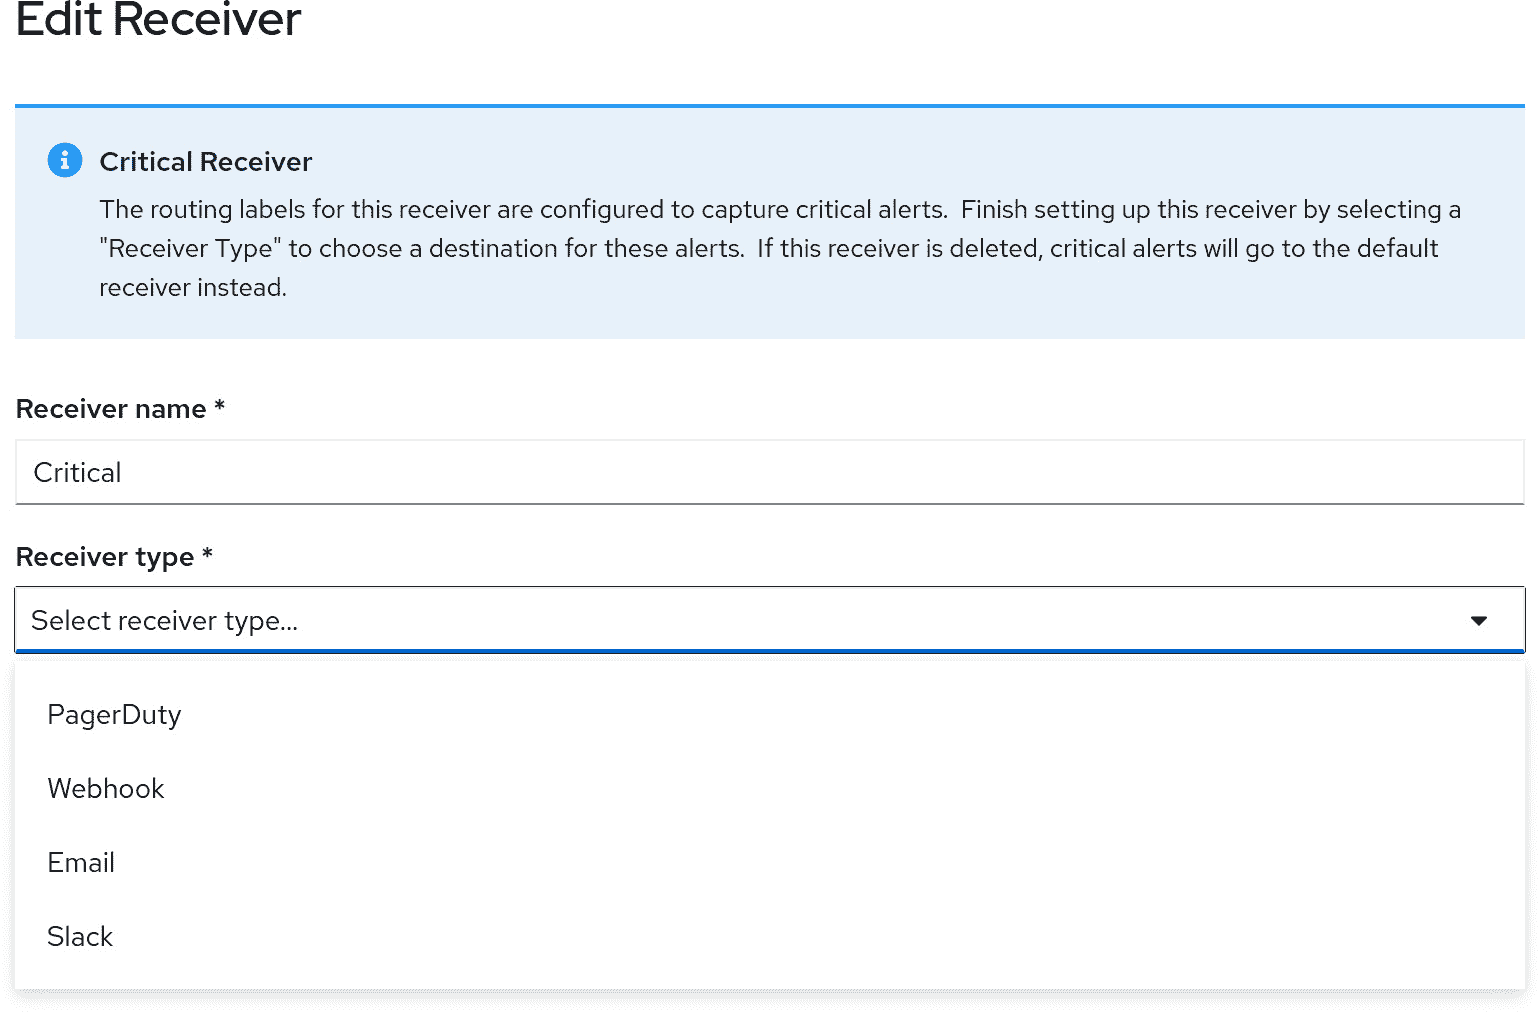 Edit Receiver
Critical Receiver
The routing labels for this receiver are configured to capture critical alerts.  Finish setting up this receiver by selecting a
"Receiver Type" to choose a destination for these alerts.  If this receiver is deleted, critical alerts will go to the default
receiver instead.
Receiver name *
Critical
Receiver type *
Select receiver type...
PagerDuty
Webhook
Email
Slack